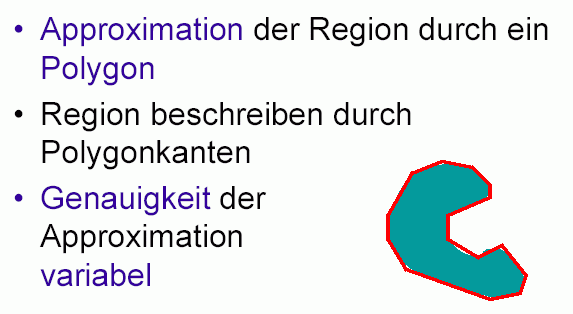 • Approximation der Region durch ein
Polygon
• Region beschreiben durch
Polygonkanten
• Genauigkeit der
Approximation
variabel